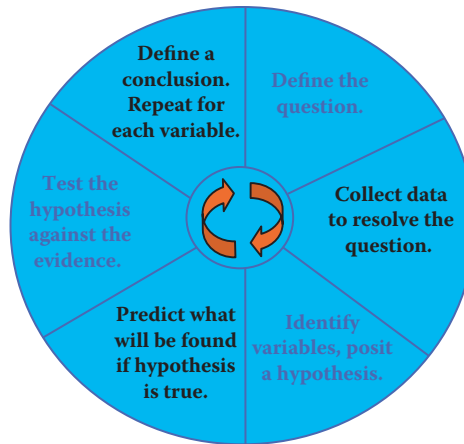 Define the
question.
Collect data
to resolve the
question.
Identify
variables, posit
a hypothesis.
Predict what
will be found
if hypothesis
is true.
Test the
hypothesis
against the
evidence.
Define a
conclusion.
Repeat for
each variable.